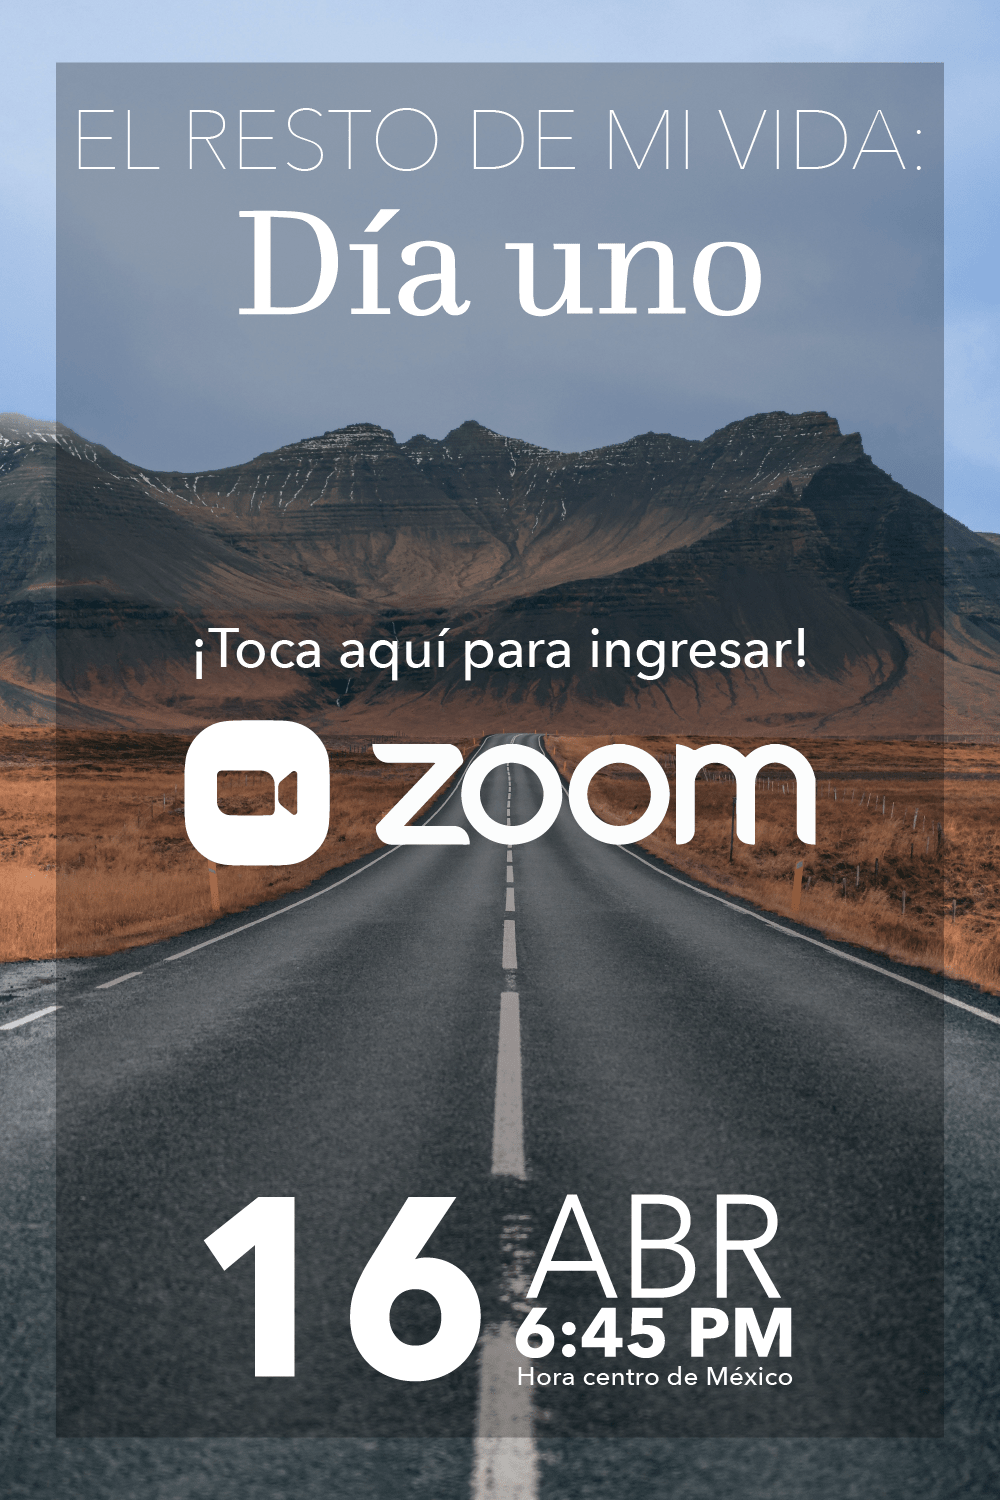 EL RESTO DE MI VIDA:
Día uno
¡Toca aquí para ingresar!
zoom
16 ABR
6:45 PM
Hora centro de México